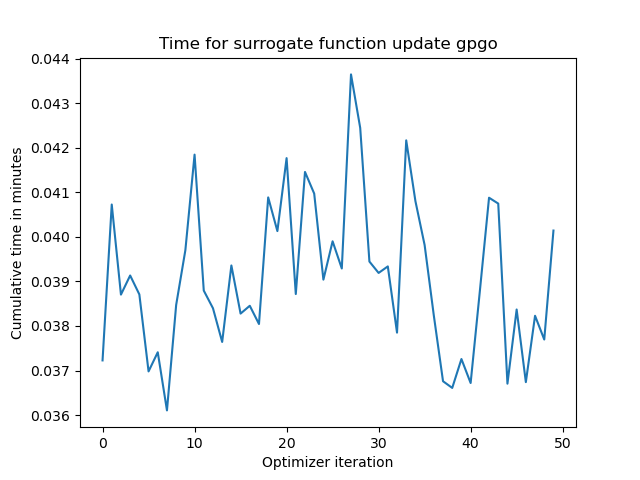 Time for surrogate function update gpgo
0.044
0.043
0.042
0.041
0.040
0.039
0.038
0.037
0.036
Cumulative time in minutes
0 10 20 30 40 50
Optimizer iteration